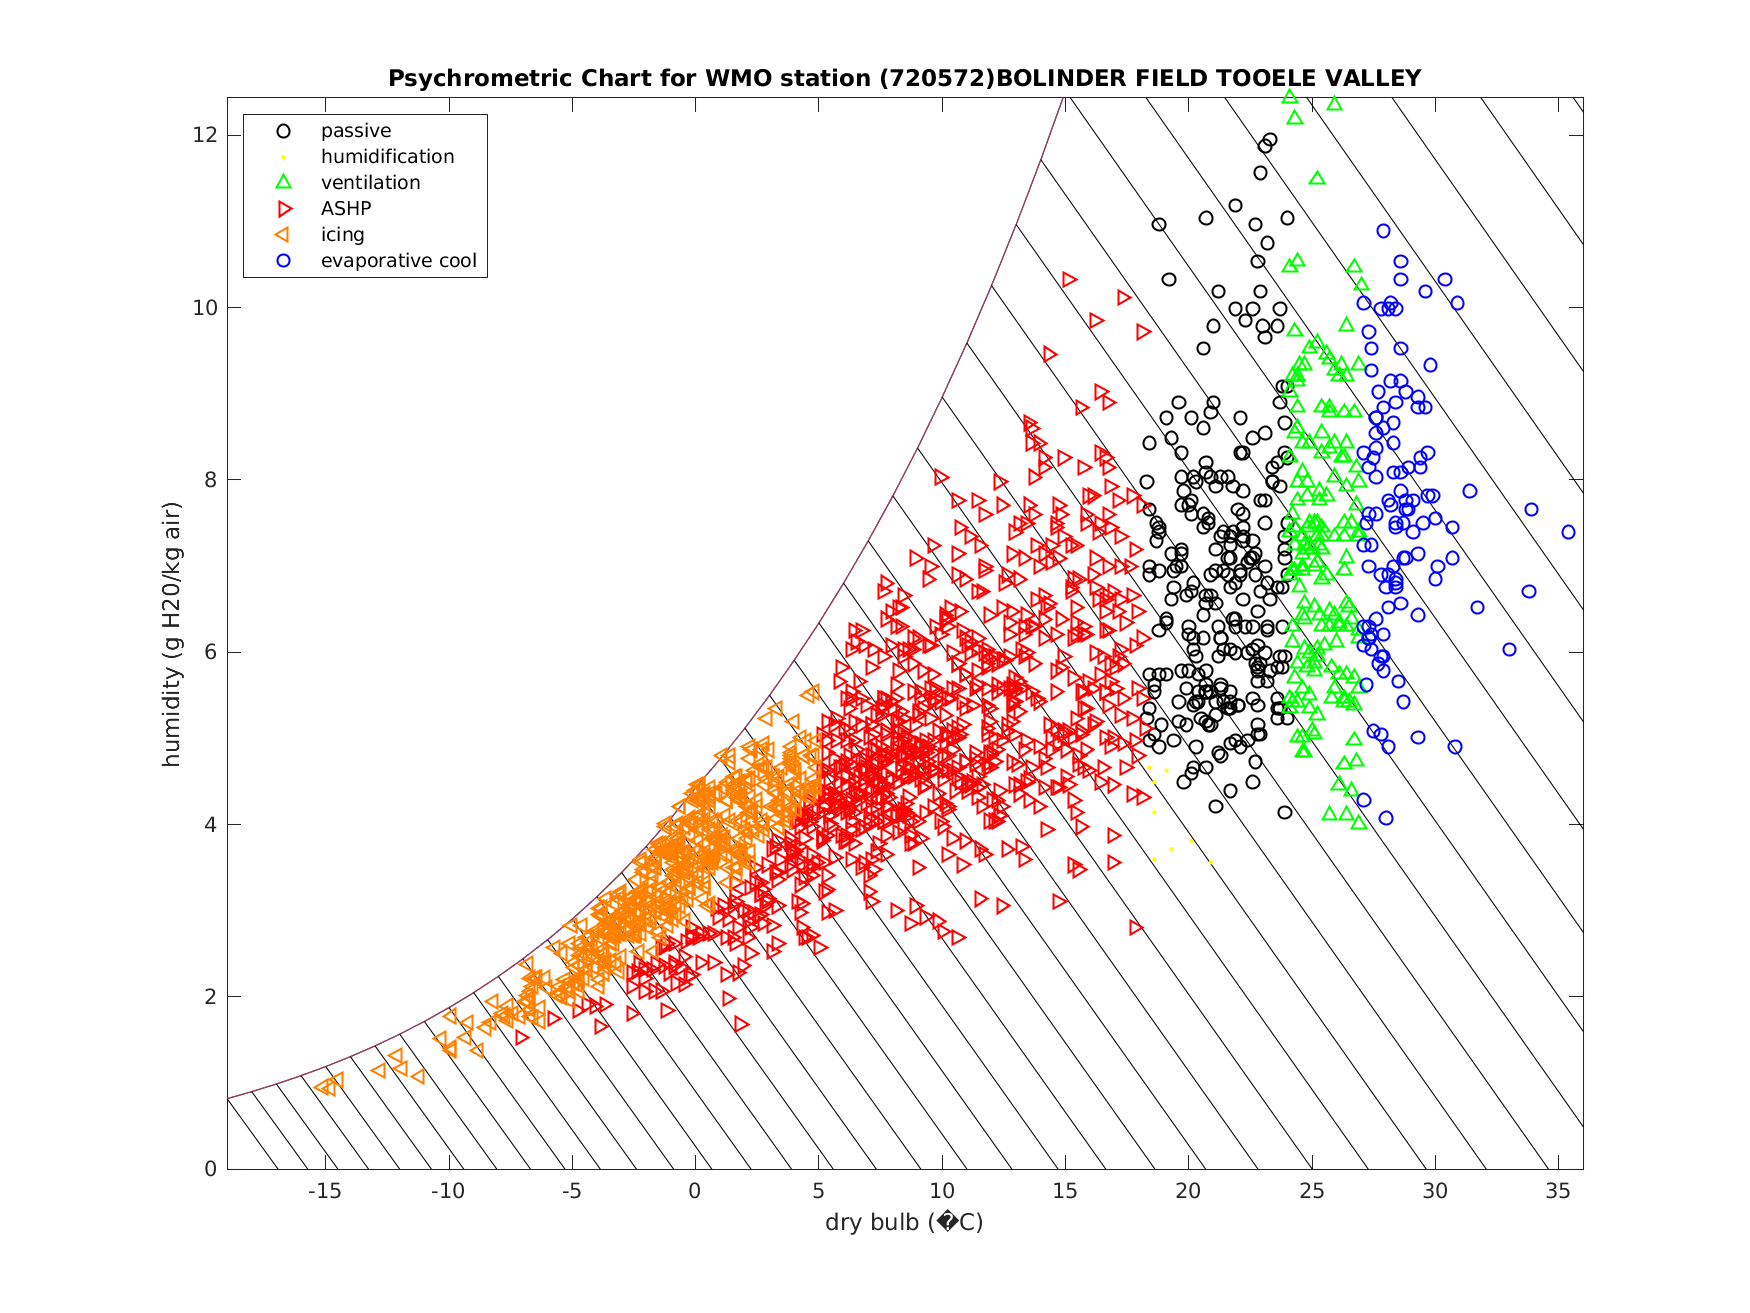 Psychrometric Chart for WMO station (720572)BOLINDER FIELD TOOELE VALLEY
passive
humidification
ventilation
ASHP
icing
evaporative cool
12
10
8
6
4
2
0
humidity (g H20/kg air)
-15 -10 -5 0 5 10 15 20 25 30 35
dry bulb (�C)